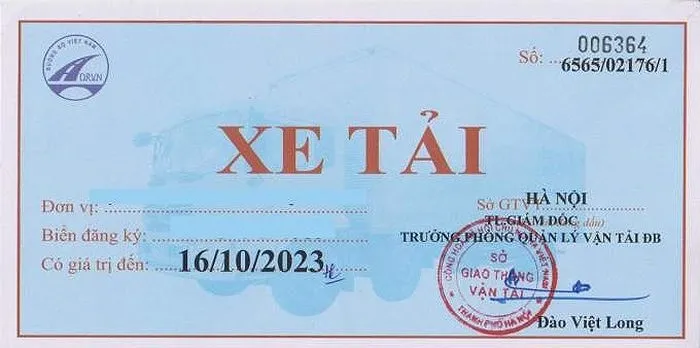 ĐƯỜNG BỘ VIỆT NAM
DRVN
006364
Số: 6565/02176/1
XE TẢI
Đơn vị:
Biển đăng ký:
Có giá trị đến: 16/10/2023
Sở GTVT HÀ NỘI
TL.GIÁM ĐỐC
TRƯỞNG PHÒNG QUẢN LÝ VẬN TẢI ĐB
SỞ
GIAO THÔNG
VẬN TẢI
THÀNH PHỐ HÀ NỘI
Đào Việt Long